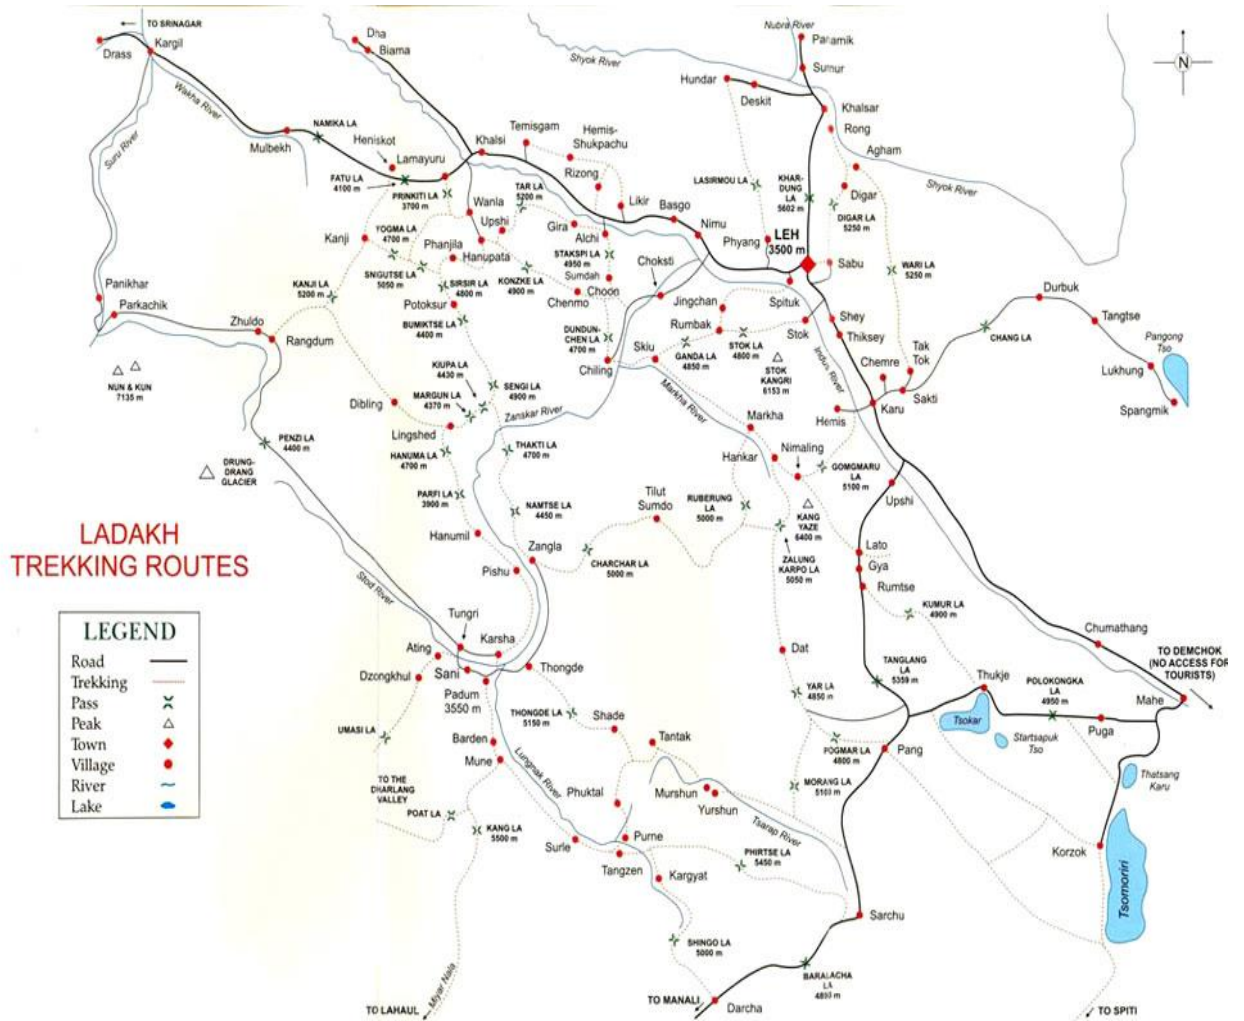 TO SRINAGAR
Drass
Kargil
Dha
Biama
Nubra River
Panamik
Sumur
Shyok River
Hundar
Deskit
Khalsar
Rong
Agham
N
Wakha River
NAMIKA LA
Mulbekh
Suru River
Heniskot
Lamayuru
Khalsi
Temisgam
Hemis-
Shukpachu
Rizong
FATU LA
4100 m
PRINKITI LA
3700 m
TAR LA
5200 m
LASIRMOU LA
KHAR-
DUNG
LA
5602 m
Digar
Shyok River
DIGAR LA
5250 m
Wanla
Upshi
Likir
Basgo
Nimu
YOGMA LA
4700 m
Gira
Alchi
Phyang
LEH
3500 m
Kanji
Phanjila
Hanupata
STAKSPI LA
4950 m
Choksti
Sabu
WARI LA
5250 m
SNIGUTSE LA
5050 m
SIRSIR LA
4800 m
KONZKE LA
4900 m
Sumdah
Choon
Chenmo
Spituk
Durbuk
Panikhar
Parkachik
KANJI LA
5200 m
Potoksur
Jingchan
Rumbak
Stok
Shey
Thiksey
Tangtse
Zhuldo
Rangdum
BUMIKTSE LA
4400 m
DUNDUN-
CHEN LA
4700 m
Skiu
STOK LA
4800 m
GANDA LA
4850 m
CHANG LA
Pangong
Tso
NUN & KUN
7135 m
KIUPA LA
4430 m
Chiling
STOK
KANGRI
6153 m
Indus River
Chemre
Tak
Tok
Lukhung
MARGUN LA
4370 m
SENGI LA
4900 m
Markha River
Sakti
Spangmik
Dibling
Zanskar River
Hemis
Karu
Lingshed
Markha
PENZI LA
4400 m
HANUMA LA
4700 m
THAKTI LA
4700 m
Hankar
Nimaling
DRUNG-
DRANG
GLACIER
GOMGMARU
LA
5100 m
PARFI LA
3900 m
NAMTSE LA
4450 m
Tilut
Sumdo
RUBERUNG
LA
5000 m
Upshi
KANG
YAZE
6400 m
LADAKH
TREKKING ROUTES
Hanumil
Zangla
CHARCHAR LA
5000 m
ZALUNG
KARPO LA
5050 m
Lato
Gya
Rumtse
Pishu
Stod River
KUMUR LA
4900 m
LEGEND
Road
Trekking
Pass
Peak
Town
Village
River
Lake
Tungri
Karsha
Ating
Sani
Thongde
Dzongkhul
Padum
3550 m
Dat
Chumathang
TO DEMCHOK
(NO ACCESS FOR
TOURISTS)
TANGLANG
LA
5359 m
Thukje
POLOKONGKA
LA
4950 m
Mahe
YAR LA
4850 m
UMASI LA
THONGDE LA
5150 m
Shade
Tsokar
Puga
Barden
Mune
Tantak
POGMAR LA
4800 m
Pang
Startsapuk
Tso
Lungnak River
TO THE
DHARLANG
VALLEY
Phuktal
Murshun
Yurshun
MORANG LA
5100 m
Thatsang
Karu
POAT LA
KANG LA
5500 m
Tsarap River
Surle
Purne
Tangzen
PHIRTSE LA
5450 m
Korzok
Kargyat
Tsomoriri
Sarchu
SHINGO LA
5000 m
BARALACHA
LA
Miyar Nala
TO LAHAUL
TO MANALI
Darcha
TO SPITI